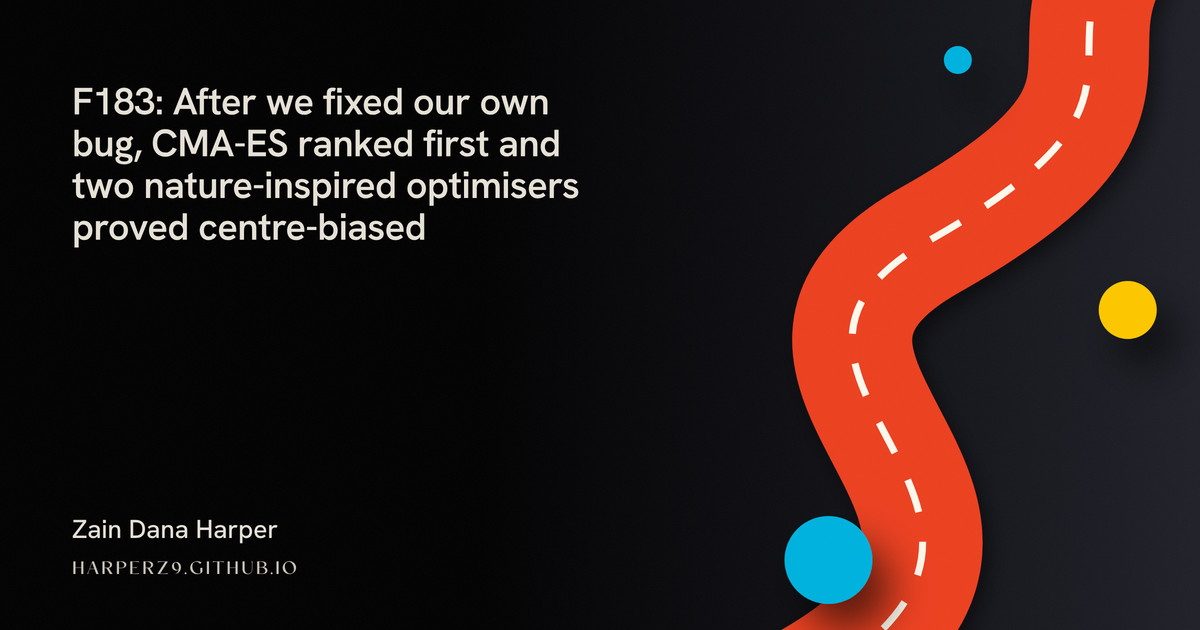 F183: After we fixed our own
bug, CMA-ES ranked first and
two nature-inspired optimisers
proved centre-biased
Zain Dana Harper
HARPERZ9.GITHUB.IO